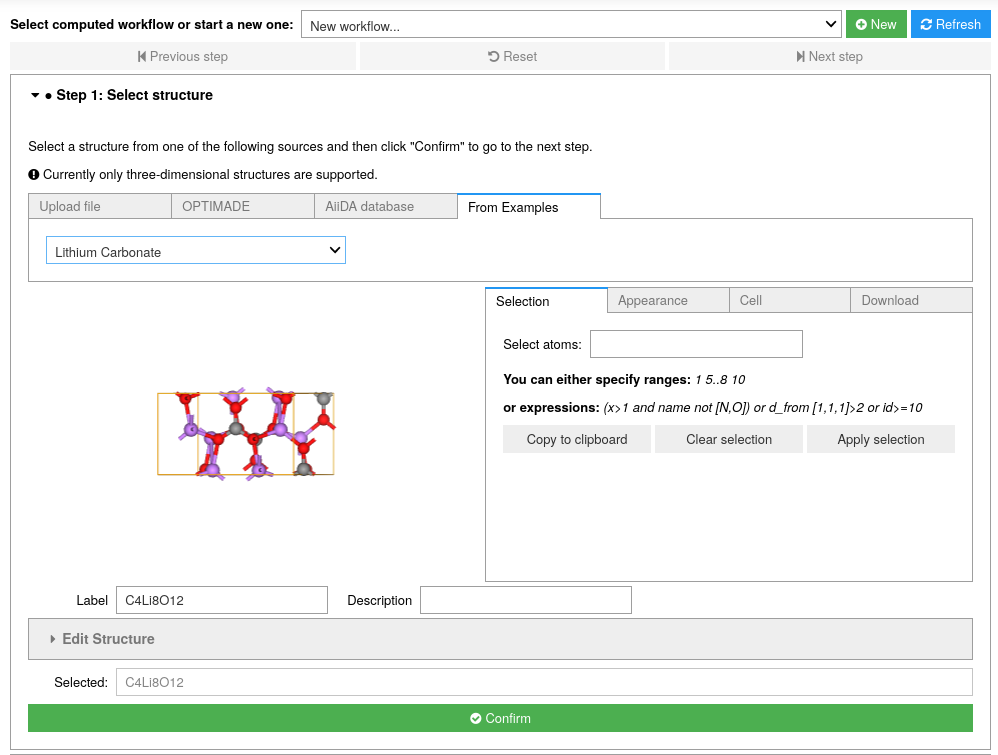 Select computed workflow or start a new one: New workflow... New Refresh
Previous step Reset Next step
Step 1: Select structure
Select a structure from one of the following sources and then click "Confirm" to go to the next step.
Currently only three-dimensional structures are supported.
Upload file OPTIMADE AiiDA database From Examples
Lithium Carbonate
Selection Appearance Cell Download
Select atoms:
You can either specify ranges: 1 5..8 10
or expressions: (x>1 and name not [N,O]) or d_from [1,1,1]>2 or id>=10
Copy to clipboard Clear selection Apply selection
Label C4Li8O12 Description
Edit Structure
Selected: C4Li8O12
Confirm